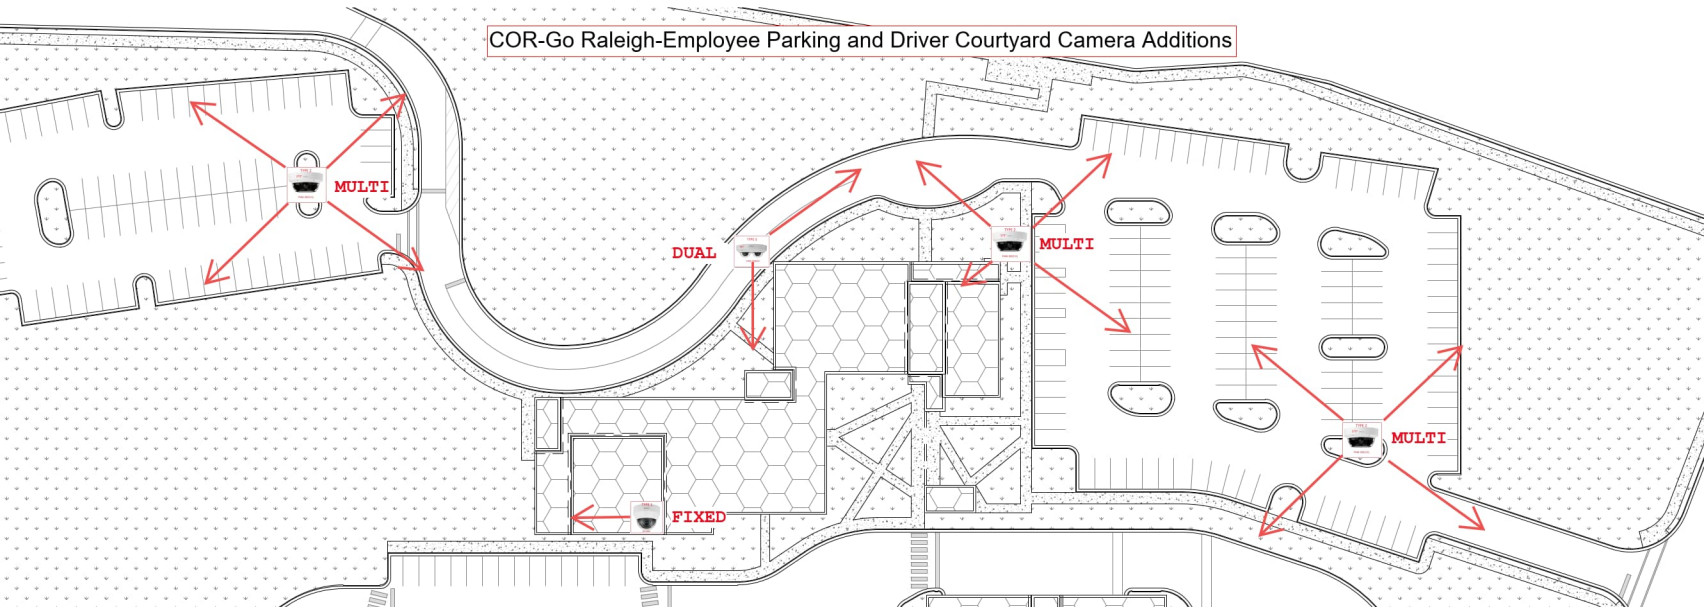 COR-Go Raleigh-Employee Parking and Driver Courtyard Camera Additions
MULTI
DUAL
MULTI
MULTI
FIXED